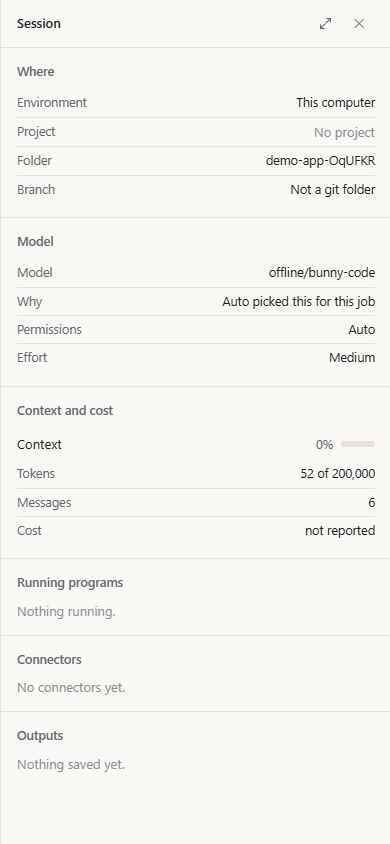 Session
Where
Environment This computer
Project No project
Folder demo-app-OqUFKR
Branch Not a git folder
Model
Model offline/bunny-code
Why Auto picked this for this job
Permissions Auto
Effort Medium
Context and cost
Context 0%
Tokens 52 of 200,000
Messages 6
Cost not reported
Running programs
Nothing running.
Connectors
No connectors yet.
Outputs
Nothing saved yet.